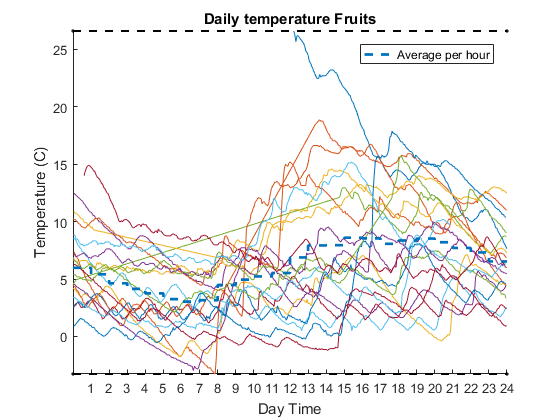 Daily temperature Fruits
Average per hour
Temperature (C)
25
20
15
10
5
0
1 2 3 4 5 6 7 8 9 10 11 12 13 14 15 16 17 18 19 20 21 22 23 24
Day Time